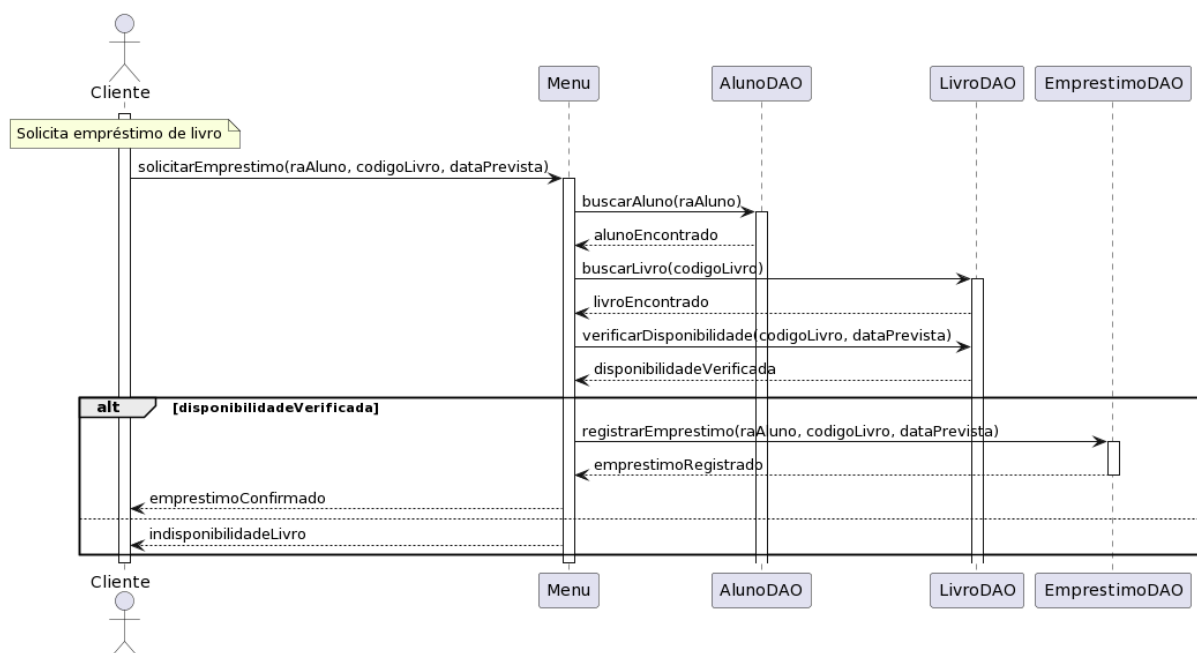 Cliente
Menu
AlunoDAO
LivroDAO
EmprestimoDAO
Solicita empréstimo de livro
solicitarEmprestimo(raAluno, codigoLivro, dataPrevista)
buscarAluno(raAluno)
alunoEncontrado
buscarLivro(codigoLivro)
livroEncontrado
verificarDisponibilidade(codigoLivro, dataPrevista)
disponibilidadeVerificada
alt [disponibilidadeVerificada]
registrarEmprestimo(raAluno, codigoLivro, dataPrevista)
emprestimoRegistrado
emprestimoConfirmado
indisponibilidadeLivro
Cliente
Menu
AlunoDAO
LivroDAO
EmprestimoDAO